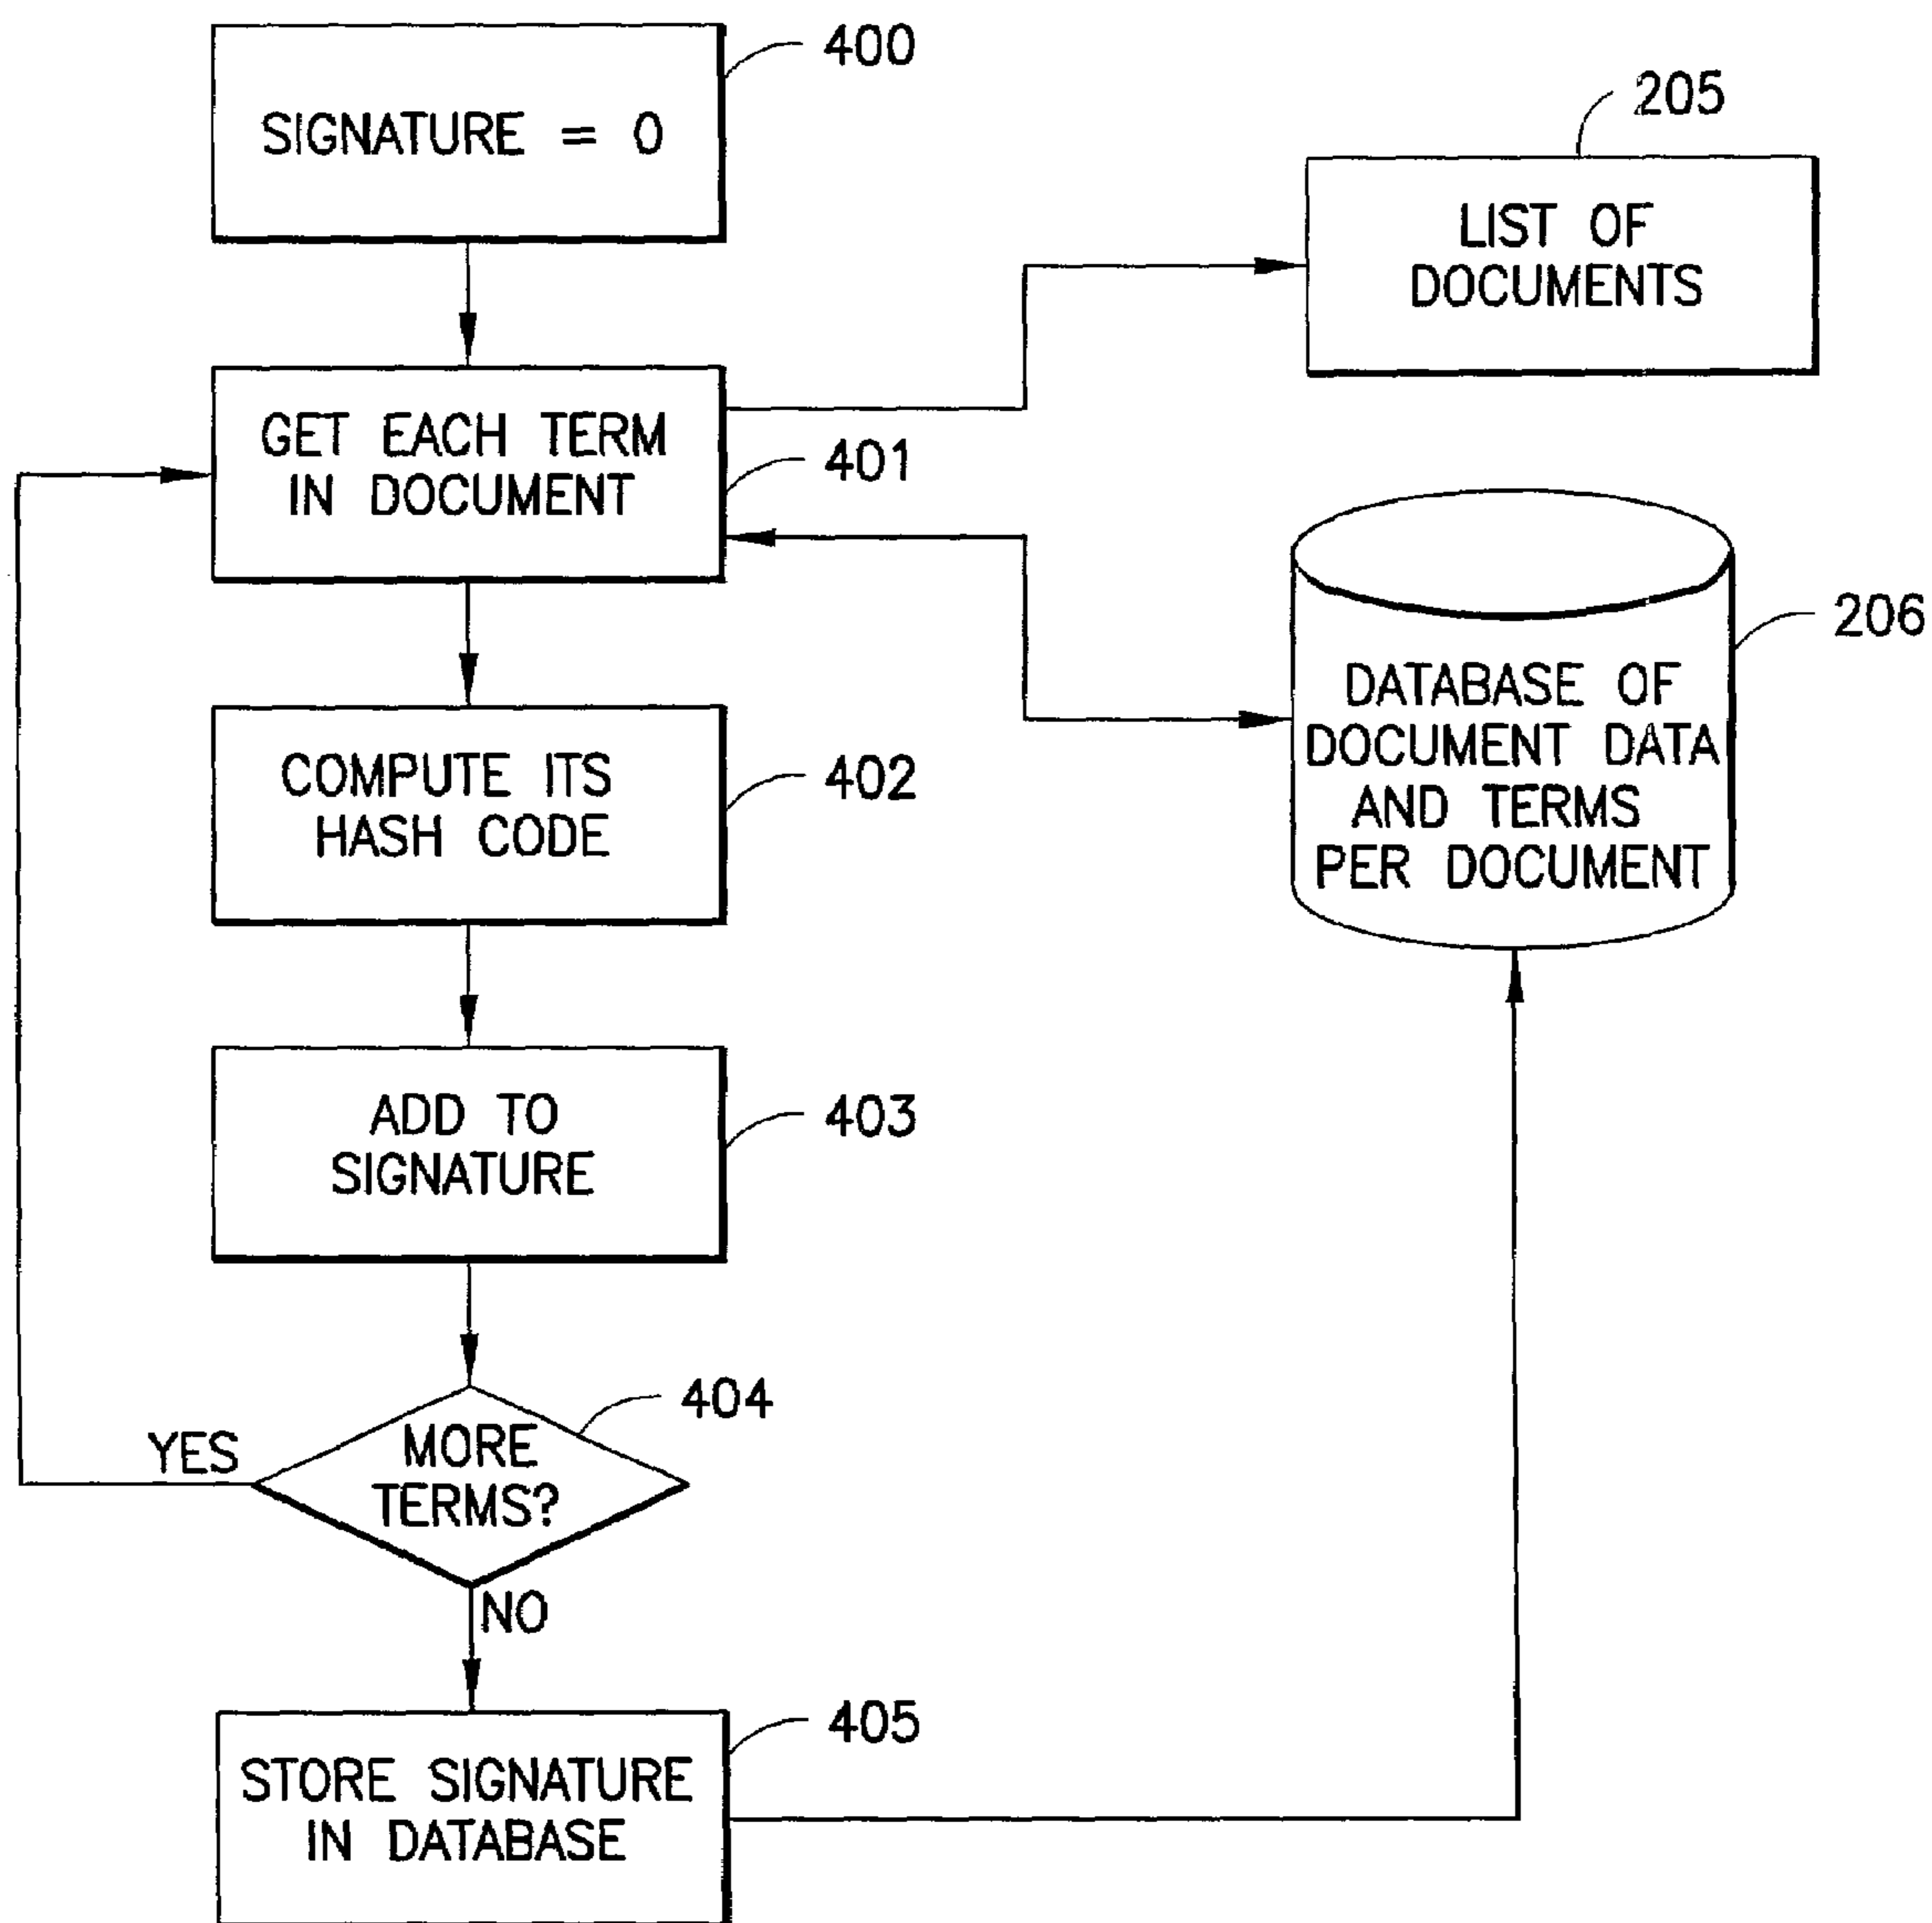 400
SIGNATURE = 0
205
LIST OF
DOCUMENTS
GET EACH TERM
IN DOCUMENT
401
206
DATABASE OF
DOCUMENT DATA
AND TERMS
PER DOCUMENT
COMPUTE ITS
HASH CODE
402
ADD TO
SIGNATURE
403
404
MORE
TERMS?
YES
NO
405
STORE SIGNATURE
IN DATABASE